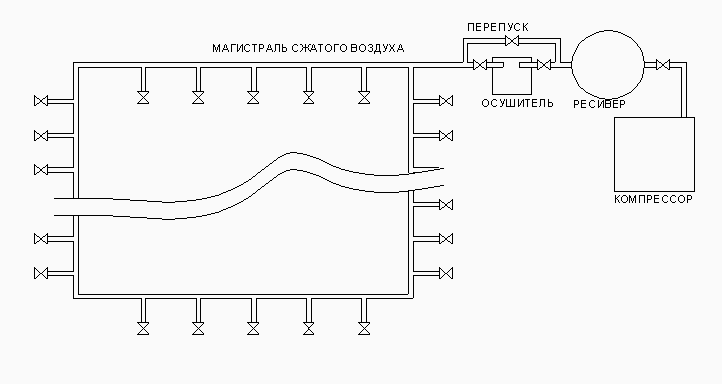 ПЕРЕПУСК
МАГИСТРАЛЬ СЖАТОГО ВОЗДУХА
ОСУШИТЕЛЬ
РЕСИВЕР
КОМПРЕССОР